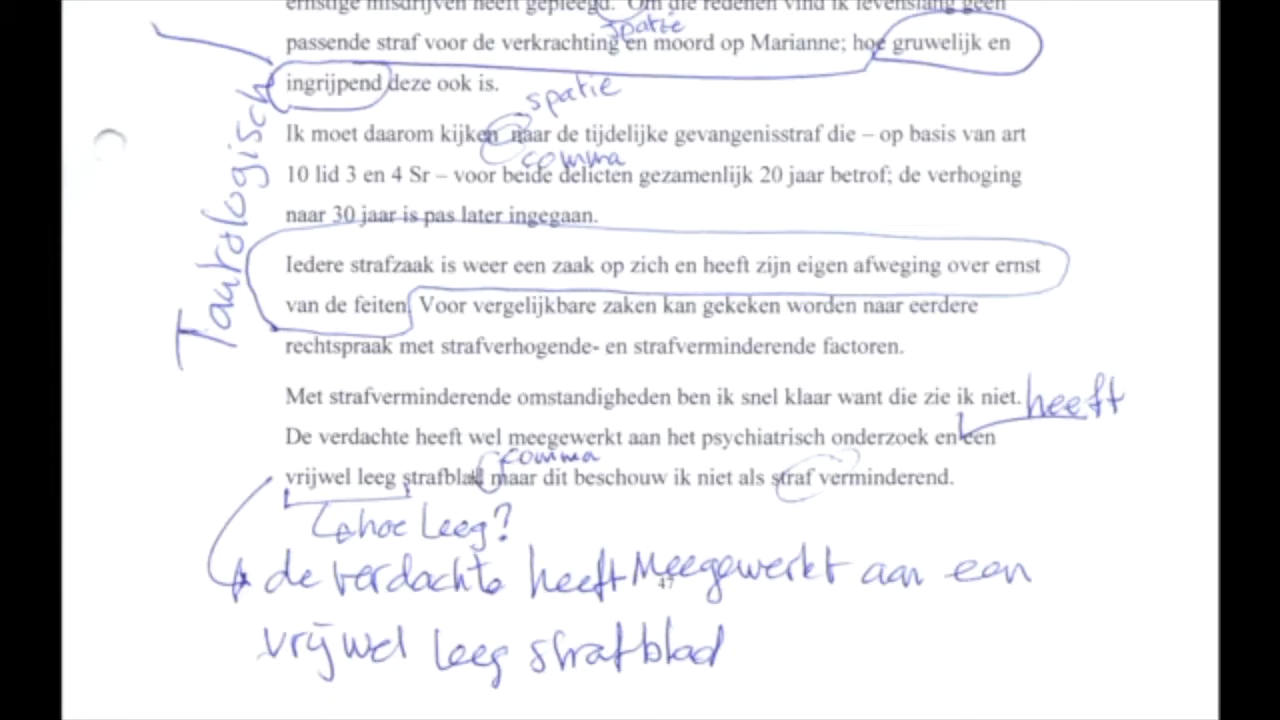 ernstige misdrijven heeft gepleegd. Om die redenen vind ik levenslang geen
spatie
passende straf voor de verkrachting en moord op Marianne; hoe gruwelijk en
ingrijpend deze ook is.
spatie
Ik moet daarom kijken naar de tijdelijke gevangenisstraf die – op basis van art
comma
10 lid 3 en 4 Sr – voor beide delicten gezamenlijk 20 jaar betrof; de verhoging
naar 30 jaar is pas later ingegaan.
Tautologisch
Iedere strafzaak is weer een zaak op zich en heeft zijn eigen afweging over ernst
van de feiten. Voor vergelijkbare zaken kan gekeken worden naar eerdere
rechtspraak met strafverhogende- en strafverminderende factoren.
Met strafverminderende omstandigheden ben ik snel klaar want die zie ik niet.
heeft
De verdachte heeft wel meegewerkt aan het psychiatrisch onderzoek en een
comma
vrijwel leeg strafblad maar dit beschouw ik niet als straf verminderend.
hoe leeg?
de verdachte heeft Meegewerkt aan een
47
vrijwel leeg strafblad